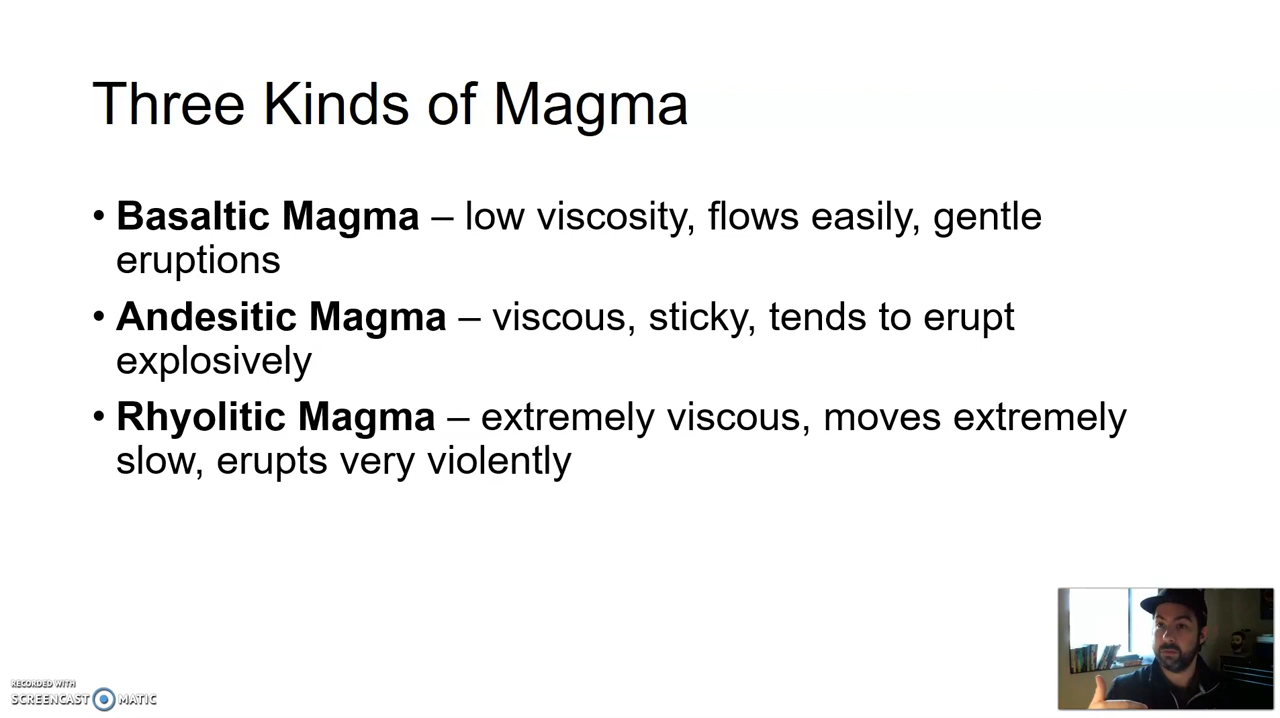 Three Kinds of Magma
• Basaltic Magma – low viscosity, flows easily, gentle
eruptions
• Andesitic Magma – viscous, sticky, tends to erupt
explosively
• Rhyolitic Magma – extremely viscous, moves extremely
slow, erupts very violently
RECORDED WITH
SCREENCAST MATIC